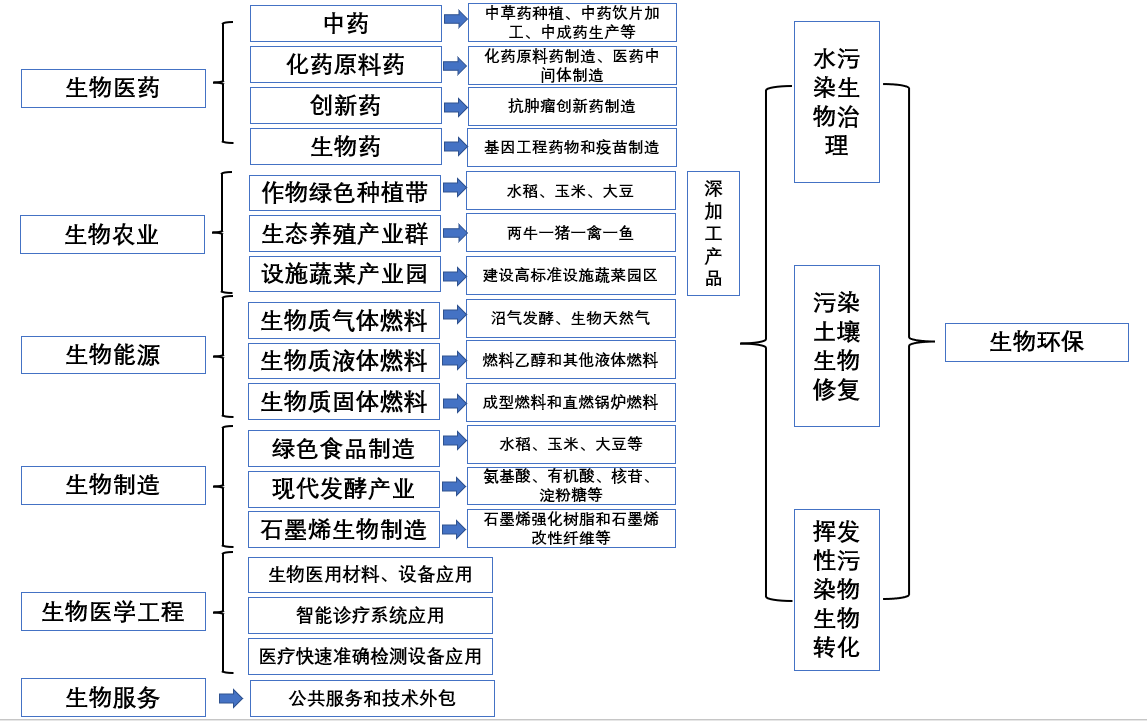 生物医药
中药
中草药种植、中药饮片加
工、中成药生产等
化药原料药
化药原料药制造、医药中
间体制造
创新药
抗肿瘤创新药制造
生物药
基因工程药物和疫苗制造
生物农业
作物绿色种植带
水稻、玉米、大豆
生态养殖产业群
两牛一猪一禽一鱼
设施蔬菜产业园
建设高标准设施蔬菜园区
深
加
工
产
品
生物能源
生物质气体燃料
沼气发酵、生物天然气
生物质液体燃料
燃料乙醇和其他液体燃料
生物质固体燃料
成型燃料和直燃锅炉燃料
生物制造
绿色食品制造
水稻、玉米、大豆等
现代发酵产业
氨基酸、有机酸、核苷、
淀粉糖等
石墨烯生物制造
石墨烯强化树脂和石墨烯
改性纤维等
生物医学工程
生物医用材料、设备应用
智能诊疗系统应用
医疗快速准确检测设备应用
生物服务
公共服务和技术外包
水污
染生
物治
理
污染
土壤
生物
修复
挥发
性污
染物
生物
转化
生物环保